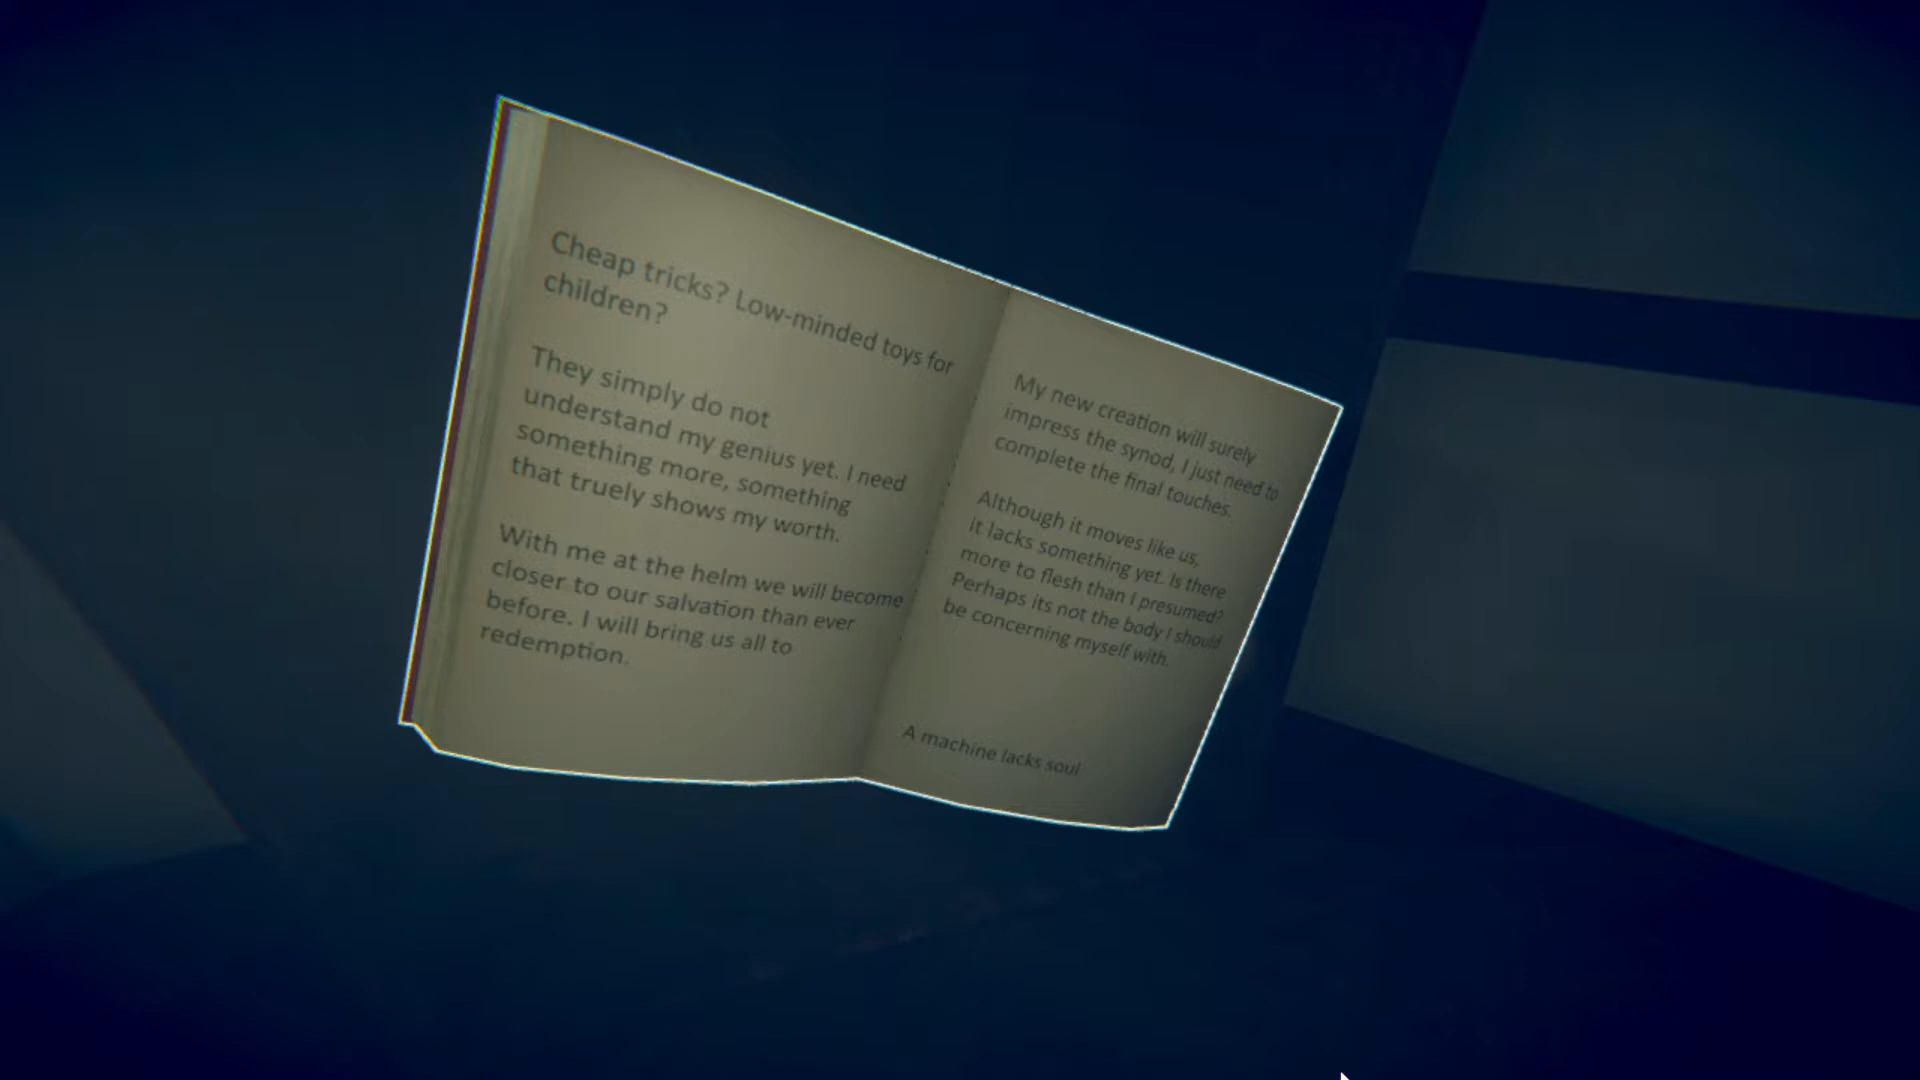 Cheap tricks? Low-minded toys for
children?
They simply do not
understand my genius yet. I need
something more, something
that truely shows my worth.
With me at the helm we will become
closer to our salvation than ever
before. I will bring us all to
redemption.
My new creation will surely
impress the synod, I just need to
complete the final touches.
Although it moves like us,
it lacks something yet. Is there
more to flesh than I presumed?
Perhaps its not the body I should
be concerning myself with.
A machine lacks soul